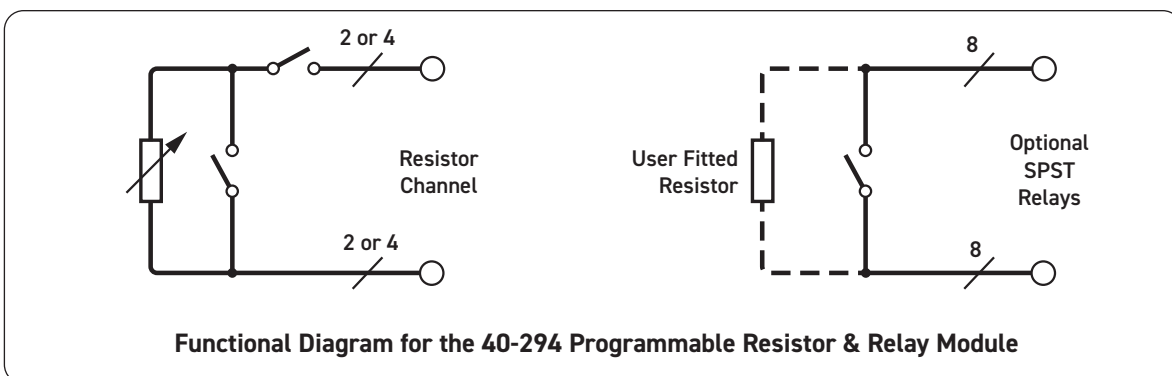 2 or 4
8
Resistor
Channel
User Fitted
Resistor
Optional
SPST
Relays
2 or 4
8
Functional Diagram for the 40-294 Programmable Resistor & Relay Module